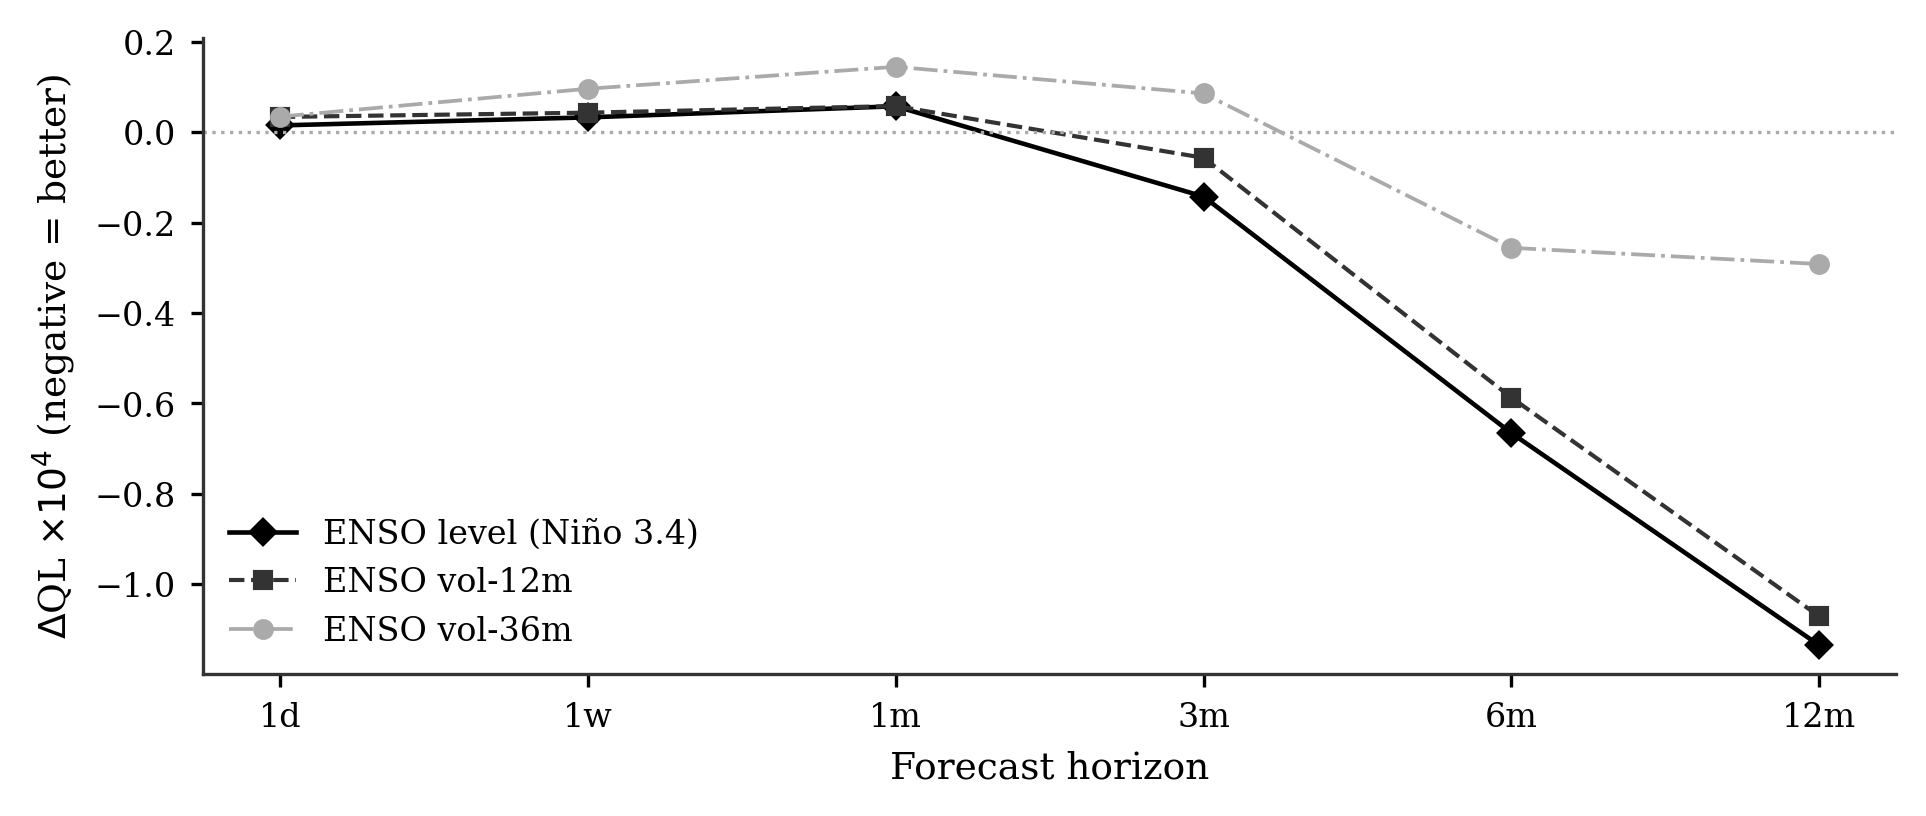 ΔQL ×10⁴ (negative = better)
0.2
0.0
−0.2
−0.4
−0.6
−0.8
−1.0
ENSO level (Niño 3.4)
ENSO vol-12m
ENSO vol-36m
1d 1w 1m 3m 6m 12m
Forecast horizon